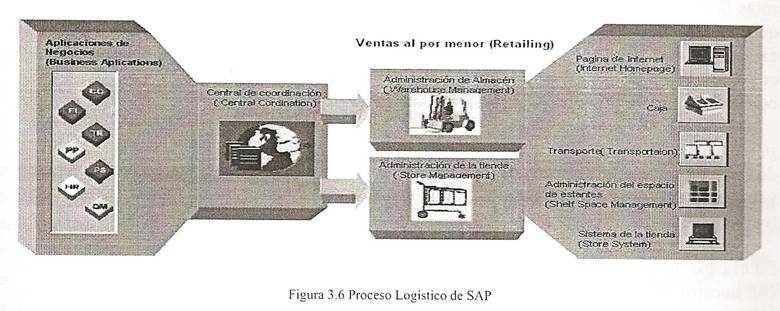 Aplicaciones de
Negocios
(Business Aplications)
CO
FI
TR
PP
PS
HR
QM
Central de coordinación
( Central Cordination)
Ventas al por menor (Retailing)
Administración de Almacén
( Warehouse Management)
Administración de la tienda
( Store Management)
Pagina de Internet
(Internet Homepage)
Caja
Transporte( Transportaion)
Administración del espacio
de estantes
(Shelf Space Management)
Sistema de la tienda
(Store System)
Figura 3.6 Proceso Logístico de SAP